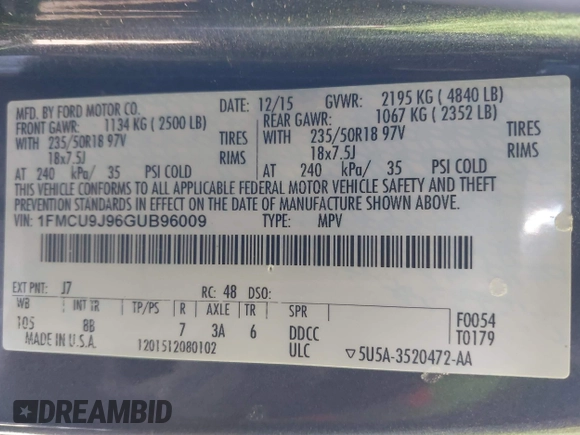 MFD. BY FORD MOTOR CO. DATE: 12/15 GVWR: 2195 KG ( 4840 LB)
FRONT GAWR: 1134 KG ( 2500 LB) REAR GAWR: 1067 KG ( 2352 LB)
WITH 235/50R18 97V TIRES WITH 235/50R18 97V TIRES
18x7.5J RIMS 18x7.5J RIMS
AT 240 kPa/ 35 PSI COLD AT 240 kPa/ 35 PSI COLD
THIS VEHICLE CONFORMS TO ALL APPLICABLE FEDERAL MOTOR VEHICLE SAFETY AND THEFT
PREVENTION STANDARDS IN EFFECT ON THE DATE OF MANUFACTURE SHOWN ABOVE.
VIN: 1FMCU9J96GUB96009 TYPE: MPV
EXT PNT: J7 RC: 48 DSO:
WB INT TR TP/PS R AXLE TR SPR F0054
105 8B 7 3A 6 DDCC T0179
MADE IN U.S.A. 1201512080102 ULC ▽5U5A-3520472-AA
DREAMBID